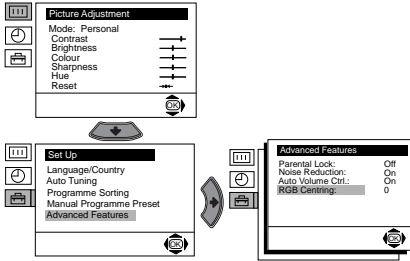 Picture Adjustment
Mode: Personal
Contrast
Brightness
Colour
Sharpness
Hue
Reset
OK
Set Up
Language/Country
Auto Tuning
Programme Sorting
Manual Programme Preset
Advanced Features
OK
Advanced Features
Parental Lock: Off
Noise Reduction: On
Auto Volume Ctrl.: On
RGB Centring: 0
OK